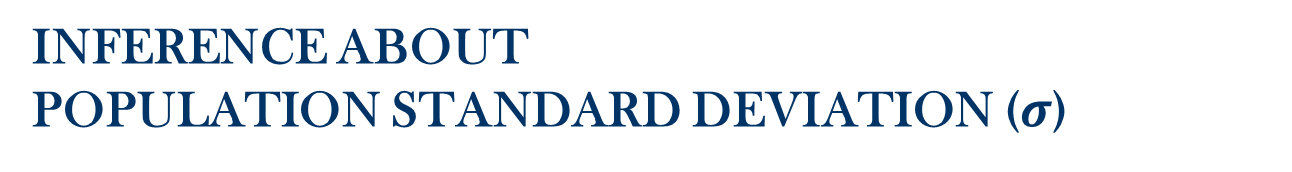 INFERENCE ABOUT
POPULATION STANDARD DEVIATION (σ)